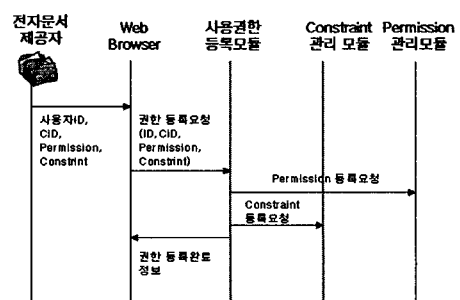 전자문서
제공자
Web
Browser
사용권한
등록모듈
Constraint
관리 모듈
Permission
관리모듈
사용자ID,
CID,
Permission,
Constrint
권한 등록요청
(ID,CID,
Permission,
Constrint)
Permission 등록요청
Constraint
등록요청
권한 등록완료
정보